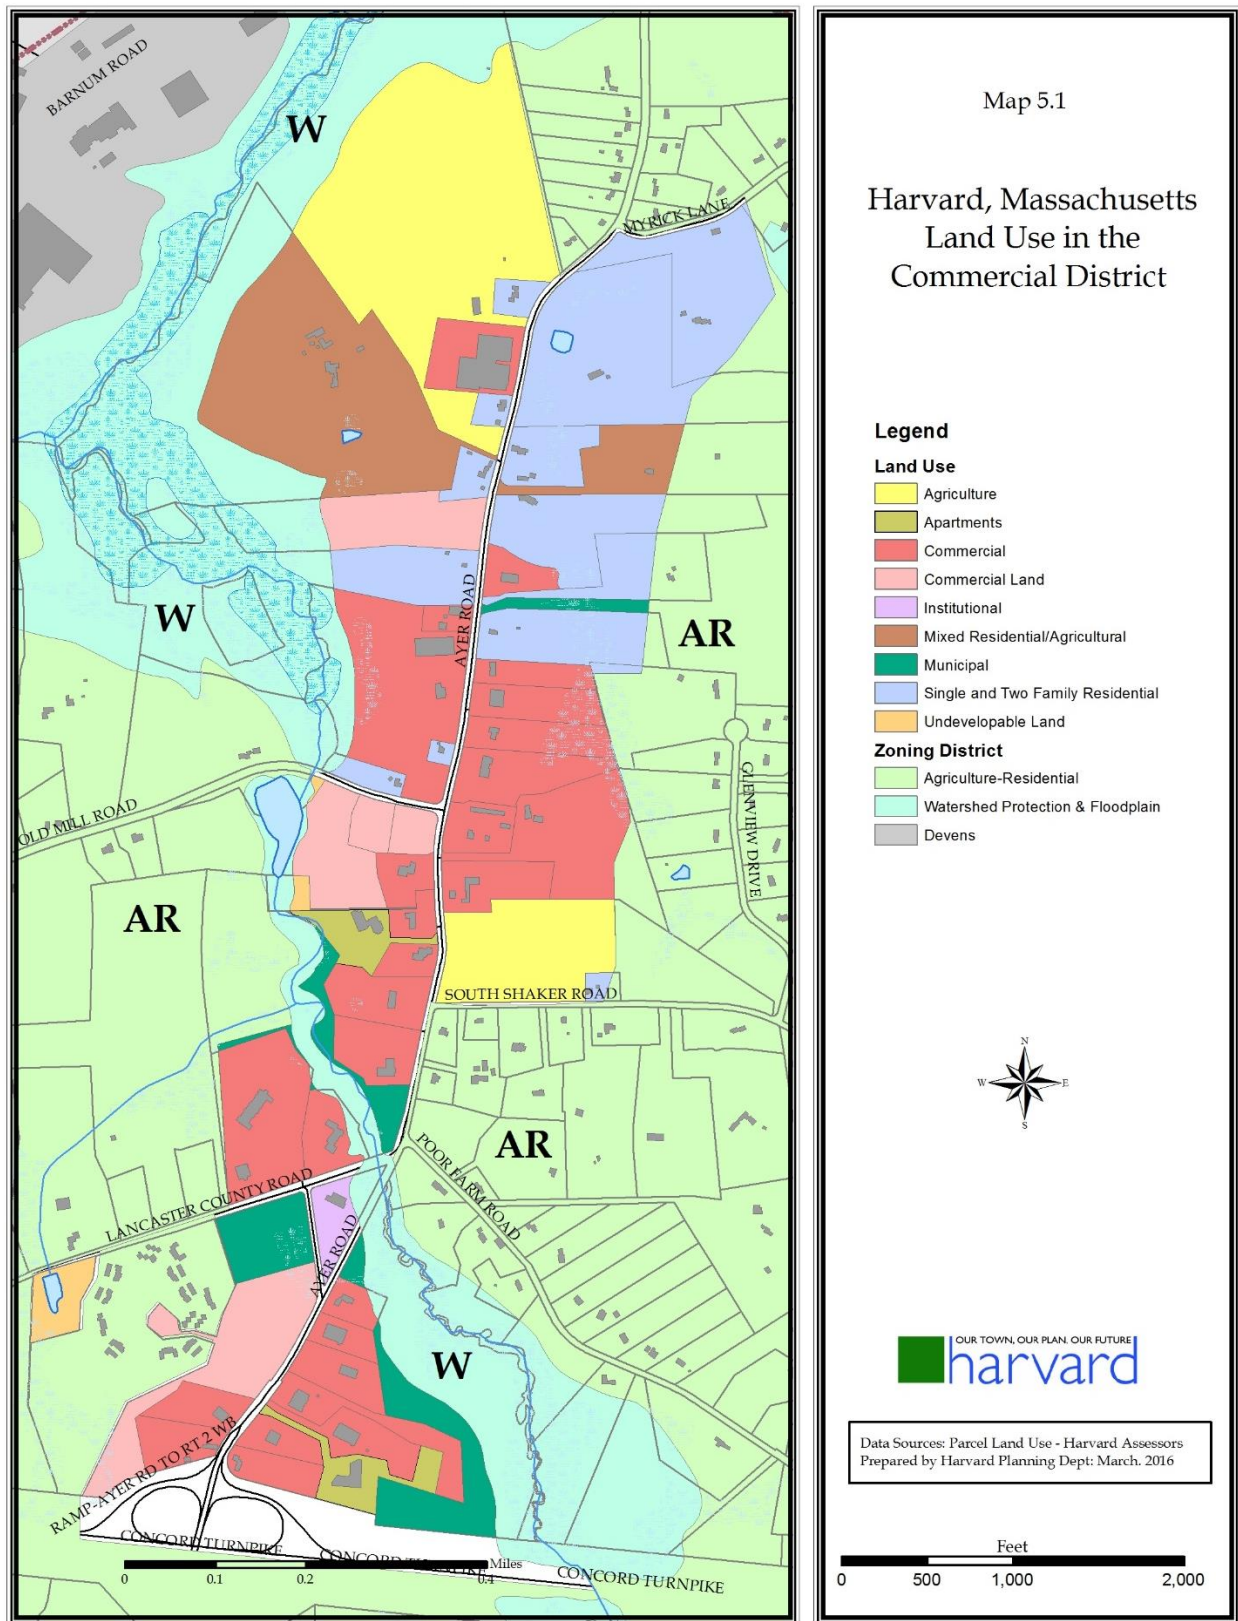 BARNUM ROAD
W
MYRICK LANE
AYER ROAD
W
AR
OLD MILL ROAD
GLENVIEW DRIVE
AR
SOUTH SHAKER ROAD
AR
POOR FARM ROAD
LANCASTER COUNTY ROAD
AYER ROAD
W
RAMP-AYER RD TO RT 2 WB
CONCORD TURNPIKE
CONCORD TURNPIKE
CONCORD TURNPIKE
Miles
0 0.1 0.2 0.4
Map 5.1
Harvard, Massachusetts
Land Use in the
Commercial District
Legend
Land Use
Agriculture
Apartments
Commercial
Commercial Land
Institutional
Mixed Residential/Agricultural
Municipal
Single and Two Family Residential
Undevelopable Land
Zoning District
Agriculture-Residential
Watershed Protection & Floodplain
Devens
N
W E
S
OUR TOWN, OUR PLAN, OUR FUTURE
harvard
Data Sources: Parcel Land Use - Harvard Assessors
Prepared by Harvard Planning Dept: March. 2016
Feet
0 500 1,000 2,000